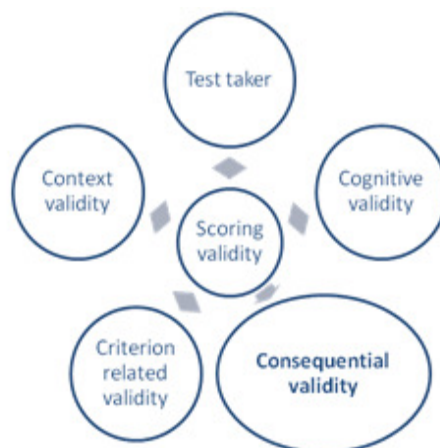 Test taker
Context
validity
Cognitive
validity
Scoring
validity
Criterion
related
validity
Consequential
validity